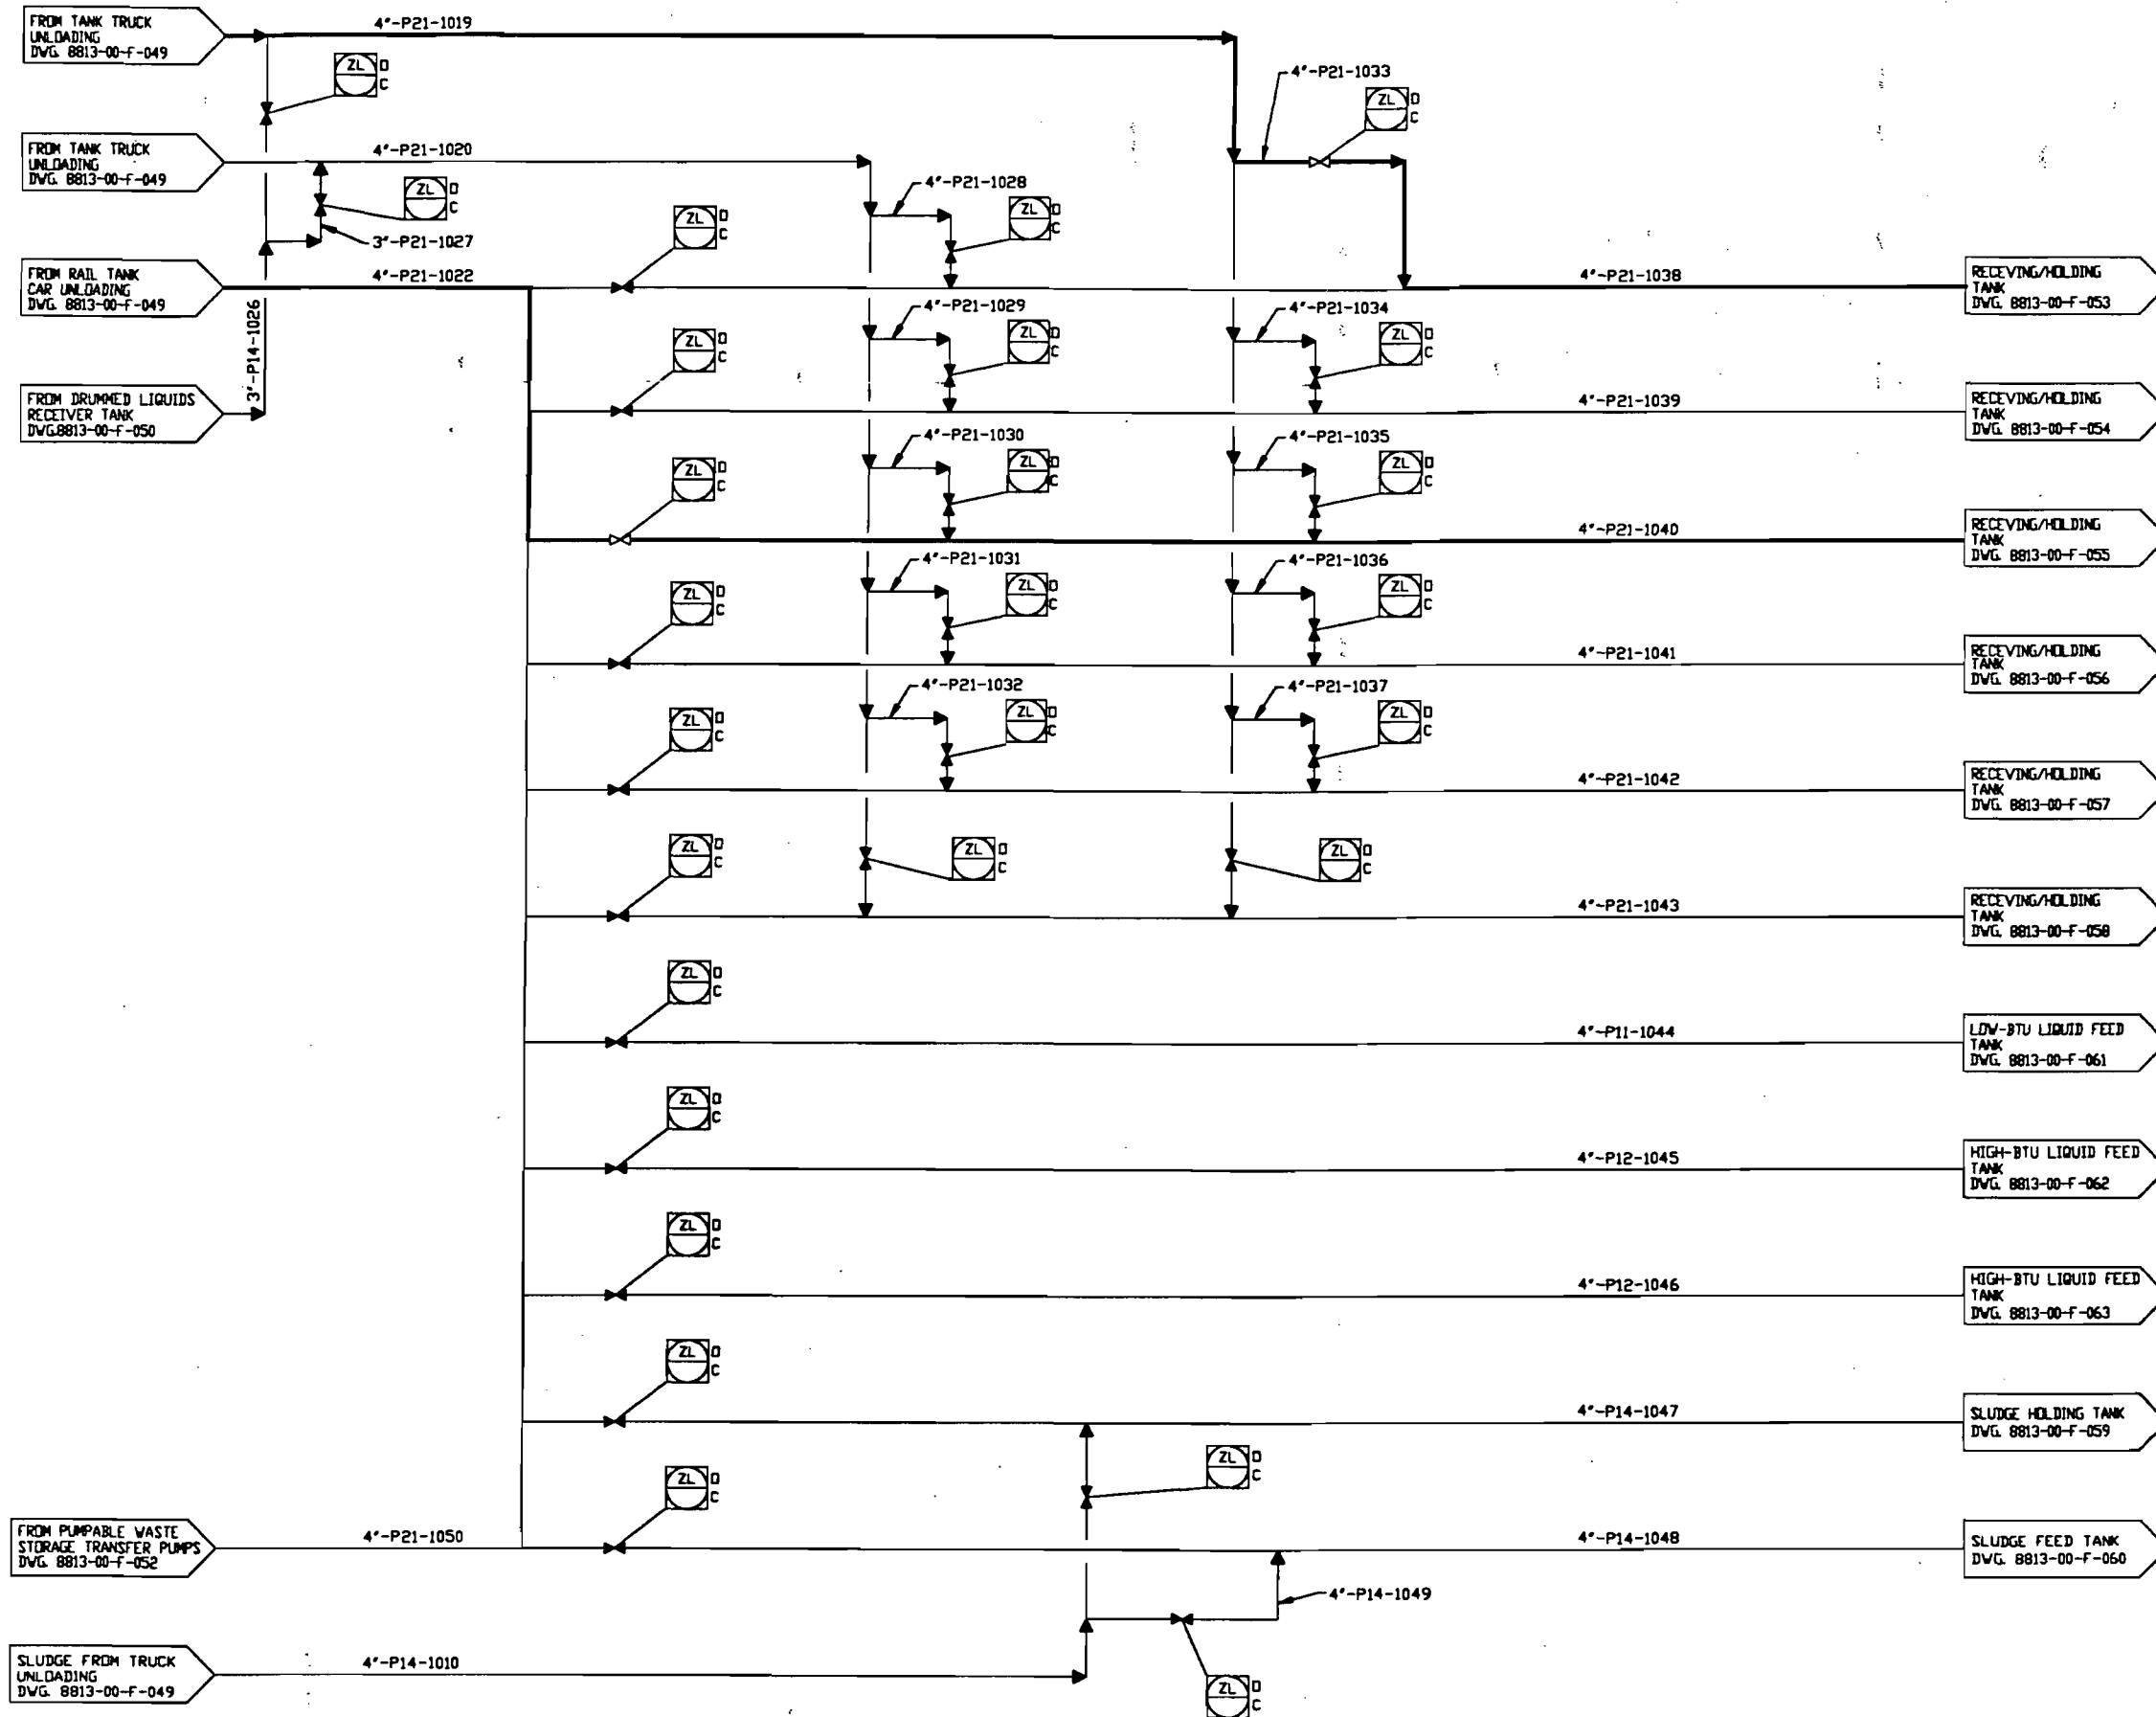 FROM TANK TRUCK
UNLOADING
DWG. 8813-00-F-049
4"-P21-1019
ZL O
C
4"-P21-1033
ZL O
C
FROM TANK TRUCK
UNLOADING
DWG. 8813-00-F-049
4"-P21-1020
ZL O
C
3"-P21-1027
4"-P21-1028
ZL O
C
ZL O
C
FROM RAIL TANK
CAR UNLOADING
DWG. 8813-00-F-049
4"-P21-1022
4"-P21-1038
RECEVING/HOLDING
TANK
DWG. 8813-00-F-053
3"-P14-1026
4"-P21-1029
4"-P21-1034
ZL O
C
ZL O
C
ZL O
C
FROM DRUMMED LIQUIDS
RECEIVER TANK
DWG.8813-00-F-050
4"-P21-1039
RECEVING/HOLDING
TANK
DWG. 8813-00-F-054
4"-P21-1030
4"-P21-1035
ZL O
C
ZL O
C
ZL O
C
4"-P21-1040
RECEVING/HOLDING
TANK
DWG. 8813-00-F-055
4"-P21-1031
4"-P21-1036
ZL O
C
ZL O
C
ZL O
C
4"-P21-1041
RECEVING/HOLDING
TANK
DWG. 8813-00-F-056
4"-P21-1032
4"-P21-1037
ZL O
C
ZL O
C
ZL O
C
4"-P21-1042
RECEVING/HOLDING
TANK
DWG. 8813-00-F-057
ZL O
C
ZL O
C
ZL O
C
4"-P21-1043
RECEVING/HOLDING
TANK
DWG. 8813-00-F-058
ZL O
C
4"-P11-1044
LOW-BTU LIQUID FEED
TANK
DWG. 8813-00-F-061
ZL O
C
4"-P12-1045
HIGH-BTU LIQUID FEED
TANK
DWG. 8813-00-F-062
ZL O
C
4"-P12-1046
HIGH-BTU LIQUID FEED
TANK
DWG. 8813-00-F-063
ZL O
C
4"-P14-1047
SLUDGE HOLDING TANK
DWG. 8813-00-F-059
ZL O
C
ZL O
C
FROM PUMPABLE WASTE
STORAGE TRANSFER PUMPS
DWG. 8813-00-F-052
4"-P21-1050
4"-P14-1048
SLUDGE FEED TANK
DWG. 8813-00-F-060
4"-P14-1049
SLUDGE FROM TRUCK
UNLOADING
DWG. 8813-00-F-049
4"-P14-1010
ZL O
C